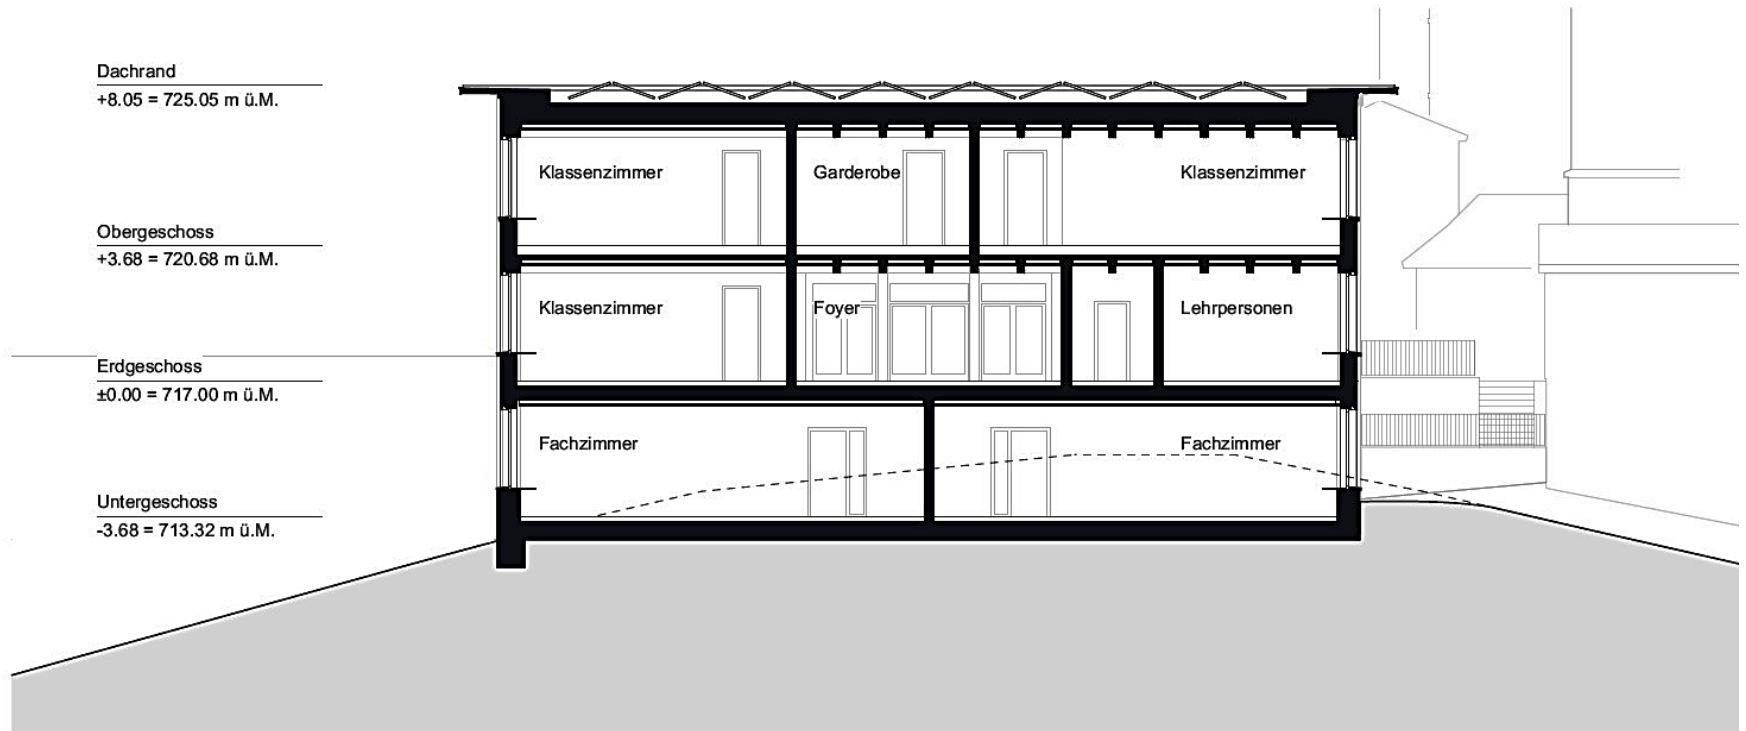 Dachrand
+8.05 = 725.05 m ü.M.
Klassenzimmer
Garderobe
Klassenzimmer
Obergeschoss
+3.68 = 720.68 m ü.M.
Klassenzimmer
Foyer
Lehrpersonen
Erdgeschoss
±0.00 = 717.00 m ü.M.
Fachzimmer
Fachzimmer
Untergeschoss
-3.68 = 713.32 m ü.M.